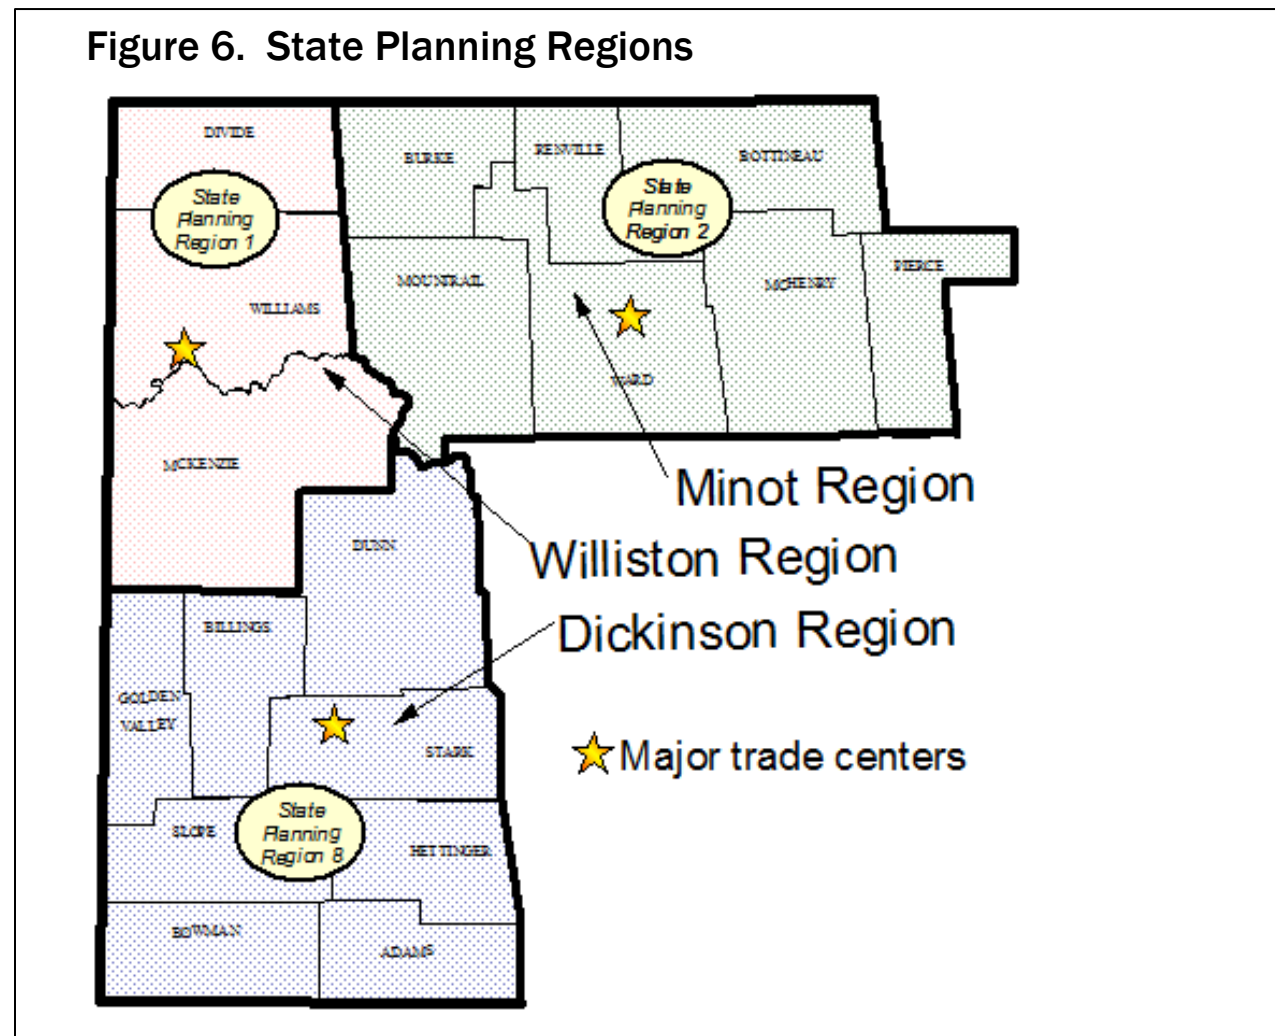 Figure 6. State Planning Regions
DIVIDE
BURKE
RENVILLE
BOTTINEAU
State
Planning
Region 1
State
Planning
Region 2
PIERCE
MOUNTRAIL
MCHENRY
WILLIAMS
WARD
MCKENZIE
Minot Region
DUNN
Williston Region
BILLINGS
Dickinson Region
GOLDEN
VALLEY
STARK
Major trade centers
State
Planning
Region 8
SLOPE
HETTINGER
BOWMAN
ADAMS